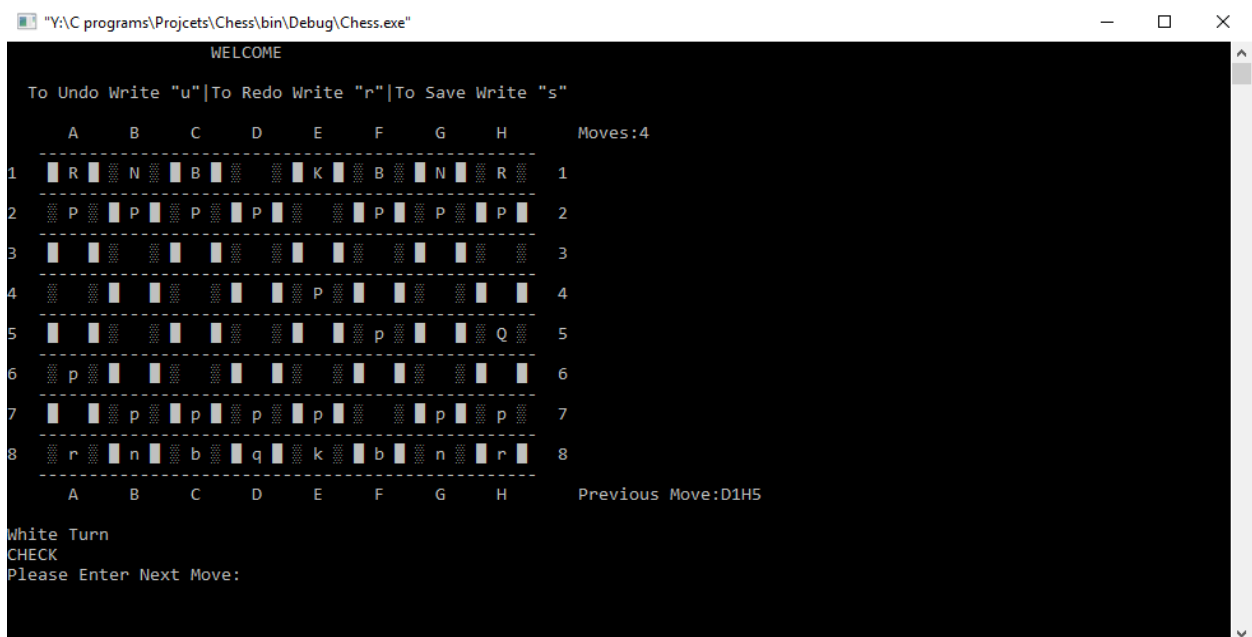 "Y:\C programs\Projcets\Chess\bin\Debug\Chess.exe"
WELCOME
To Undo Write "u"|To Redo Write "r"|To Save Write "s"
A B C D E F G H Moves:4
1 R N B K B N R 1
2 P P P P P P P 2
3 3
4 P 4
5 p Q 5
6 p 6
7 p p p p p p 7
8 r n b q k b n r 8
A B C D E F G H Previous Move:D1H5
White Turn
CHECK
Please Enter Next Move: